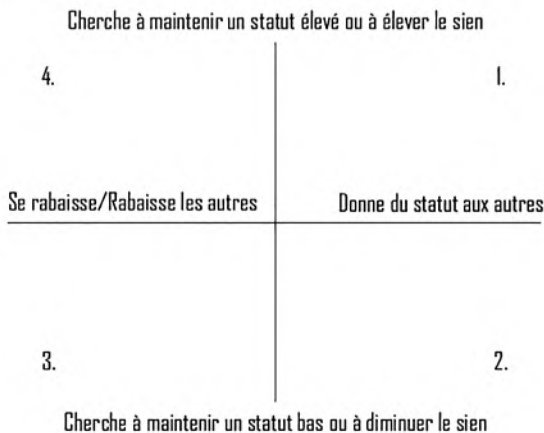 Cherche à maintenir un statut élevé ou à élever le sien
4.
1.
Se rabaisse/Rabaisse les autres
Donne du statut aux autres
3.
2.
Cherche à maintenir un statut bas ou à diminuer le sien